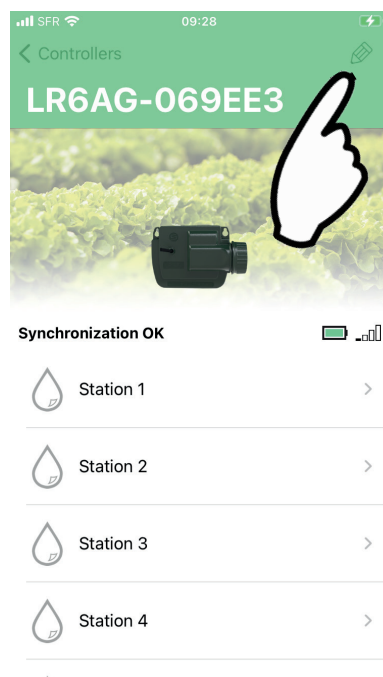 SFR 09:28
Controllers
LR6AG-069EE3
Synchronization OK
Station 1
Station 2
Station 3
Station 4